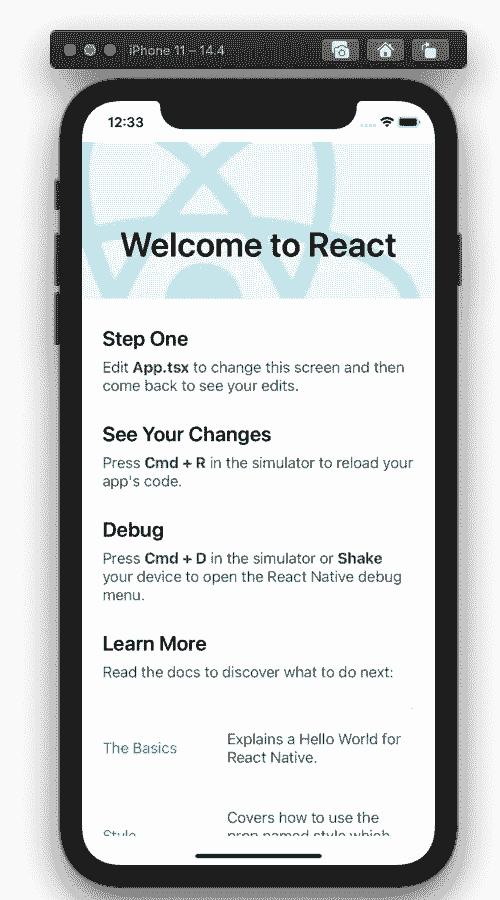 iPhone 11 – 14.4
12:33
Welcome to React
Step One
Edit App.tsx to change this screen and then
come back to see your edits.
See Your Changes
Press Cmd + R in the simulator to reload your
app's code.
Debug
Press Cmd + D in the simulator or Shake
your device to open the React Native debug
menu.
Learn More
Read the docs to discover what to do next:
The Basics
Explains a Hello World for
React Native.
Style
Covers how to use the
prop named style which